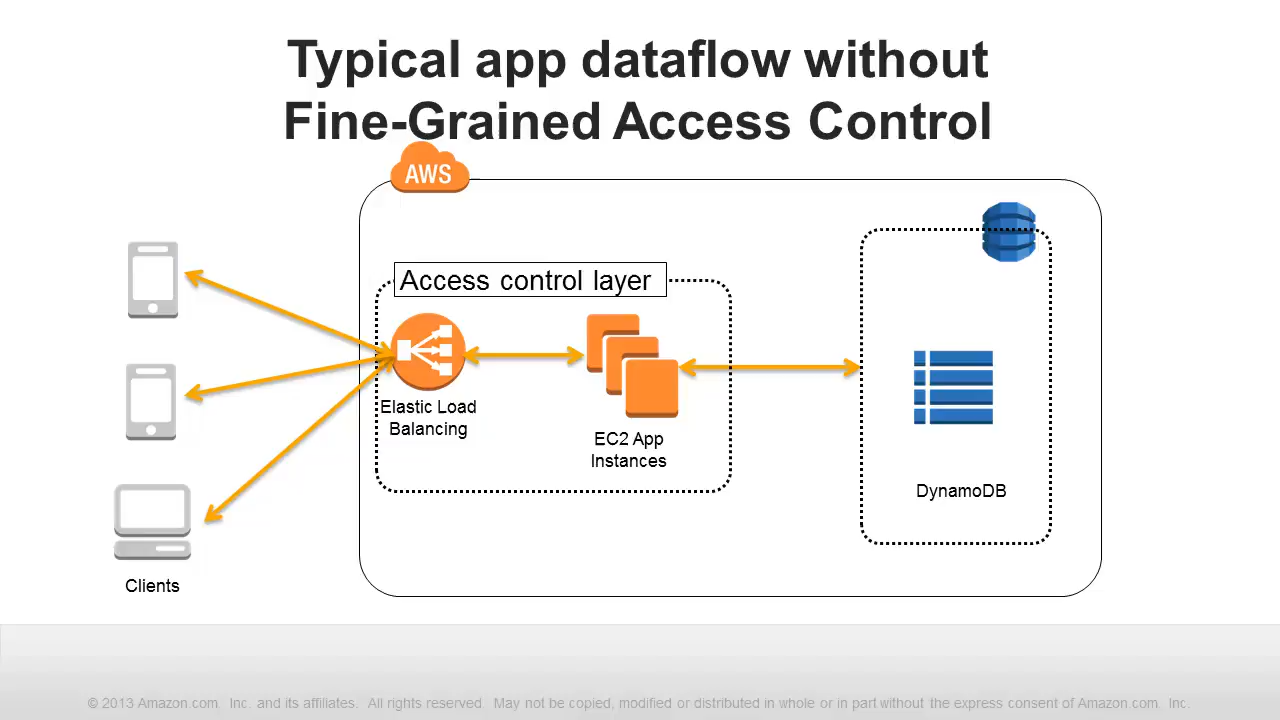 Typical app dataflow without
Fine-Grained Access Control
AWS
Access control layer
Elastic Load
Balancing
EC2 App
Instances
DynamoDB
Clients
© 2013 Amazon.com. Inc. and its affiliates. All rights reserved. May not be copied, modified or distributed in whole or in part without the express consent of Amazon.com. Inc.